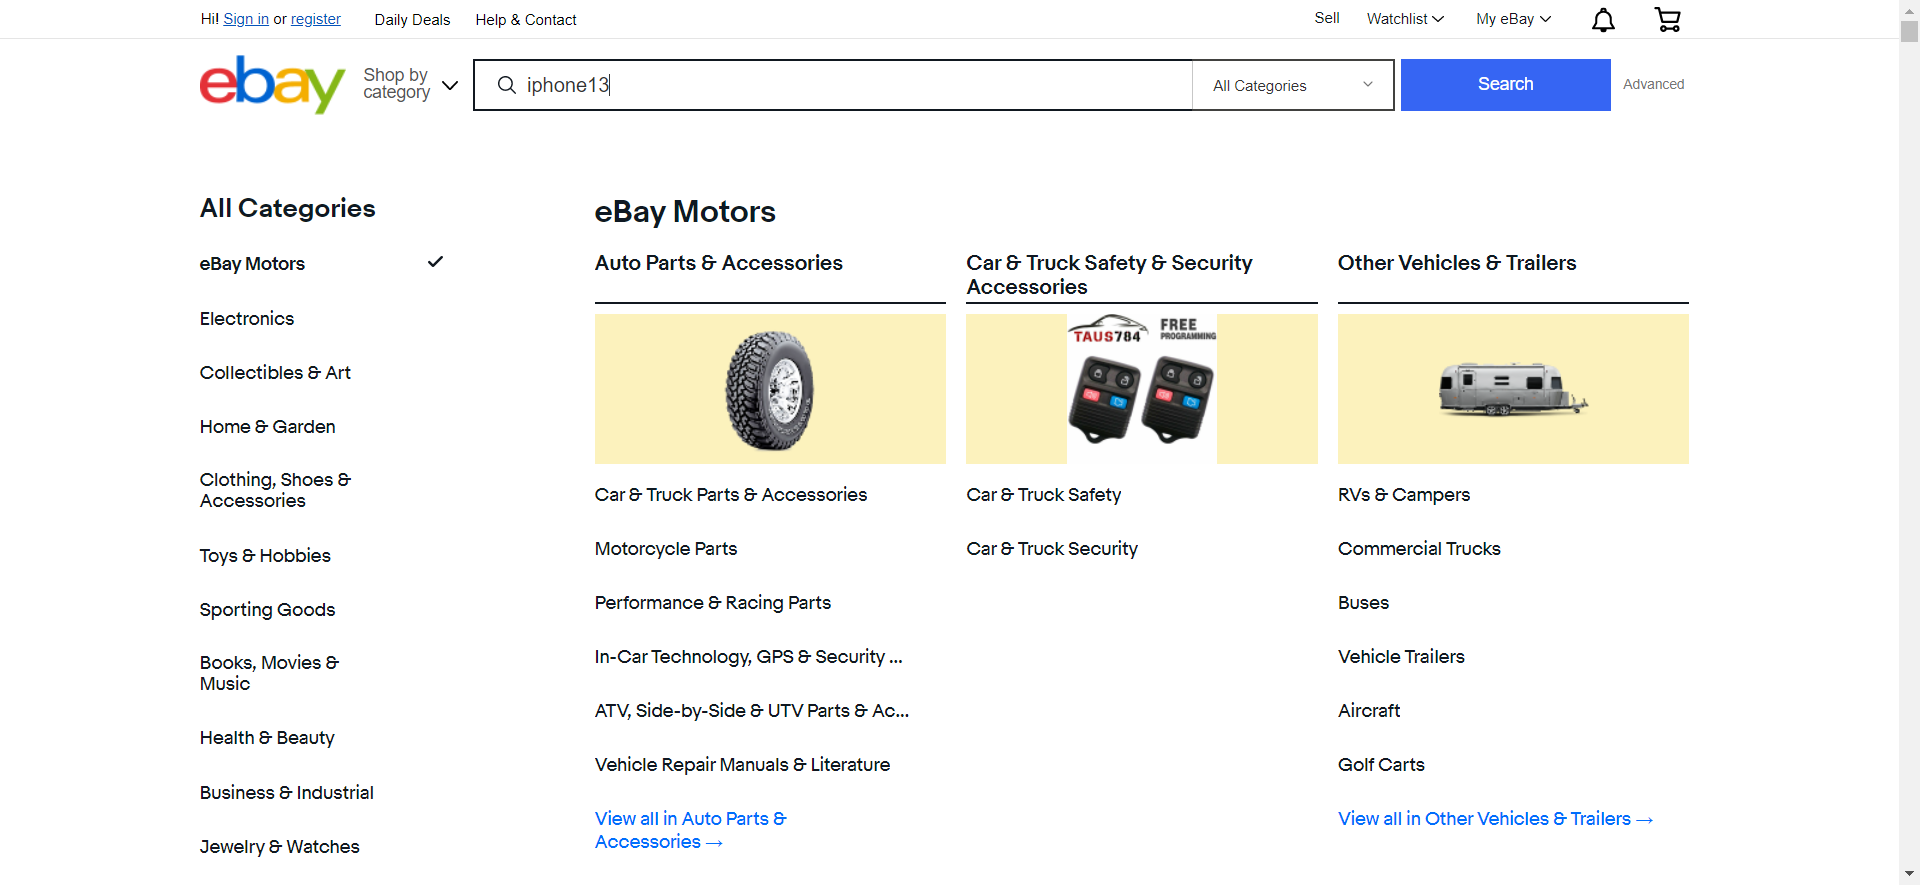 Hi! Sign in or register
Daily Deals
Help & Contact
Sell
Watchlist
My eBay
ebay
Shop by
category
iphone13
All Categories
Search
Advanced
All Categories
eBay Motors
Electronics
Collectibles & Art
Home & Garden
Clothing, Shoes &
Accessories
Toys & Hobbies
Sporting Goods
Books, Movies &
Music
Health & Beauty
Business & Industrial
Jewelry & Watches
eBay Motors
Auto Parts & Accessories
Car & Truck Parts & Accessories
Motorcycle Parts
Performance & Racing Parts
In-Car Technology, GPS & Security ...
ATV, Side-by-Side & UTV Parts & Ac...
Vehicle Repair Manuals & Literature
View all in Auto Parts &
Accessories →
Car & Truck Safety & Security
Accessories
TAUS784
FREE
PROGRAMMING
Car & Truck Safety
Car & Truck Security
Other Vehicles & Trailers
RVs & Campers
Commercial Trucks
Buses
Vehicle Trailers
Aircraft
Golf Carts
View all in Other Vehicles & Trailers →